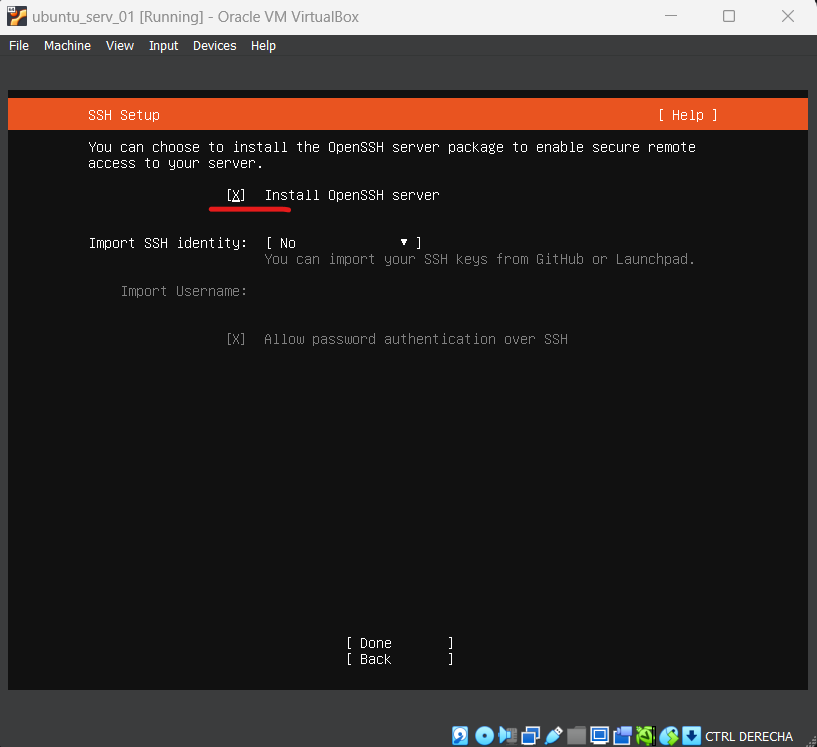 ubuntu_serv_01 [Running] - Oracle VM VirtualBox
File Machine View Input Devices Help
SSH Setup [ Help ]
You can choose to install the OpenSSH server package to enable secure remote
access to your server.
[X] Install OpenSSH server
Import SSH identity: [ No ▾ ]
You can import your SSH keys from GitHub or Launchpad.
Import Username:
[X] Allow password authentication over SSH
[ Done ]
[ Back ]
CTRL DERECHA